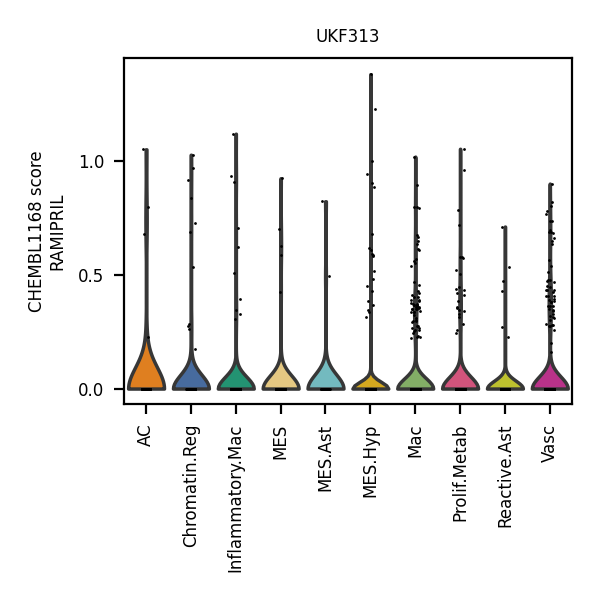 UKF313
CHEMBL1168 score
RAMIPRIL
1.0
0.5
0.0
AC
Chromatin.Reg
Inflammatory.Mac
MES
MES.Ast
MES.Hyp
Mac
Prolif.Metab
Reactive.Ast
Vasc